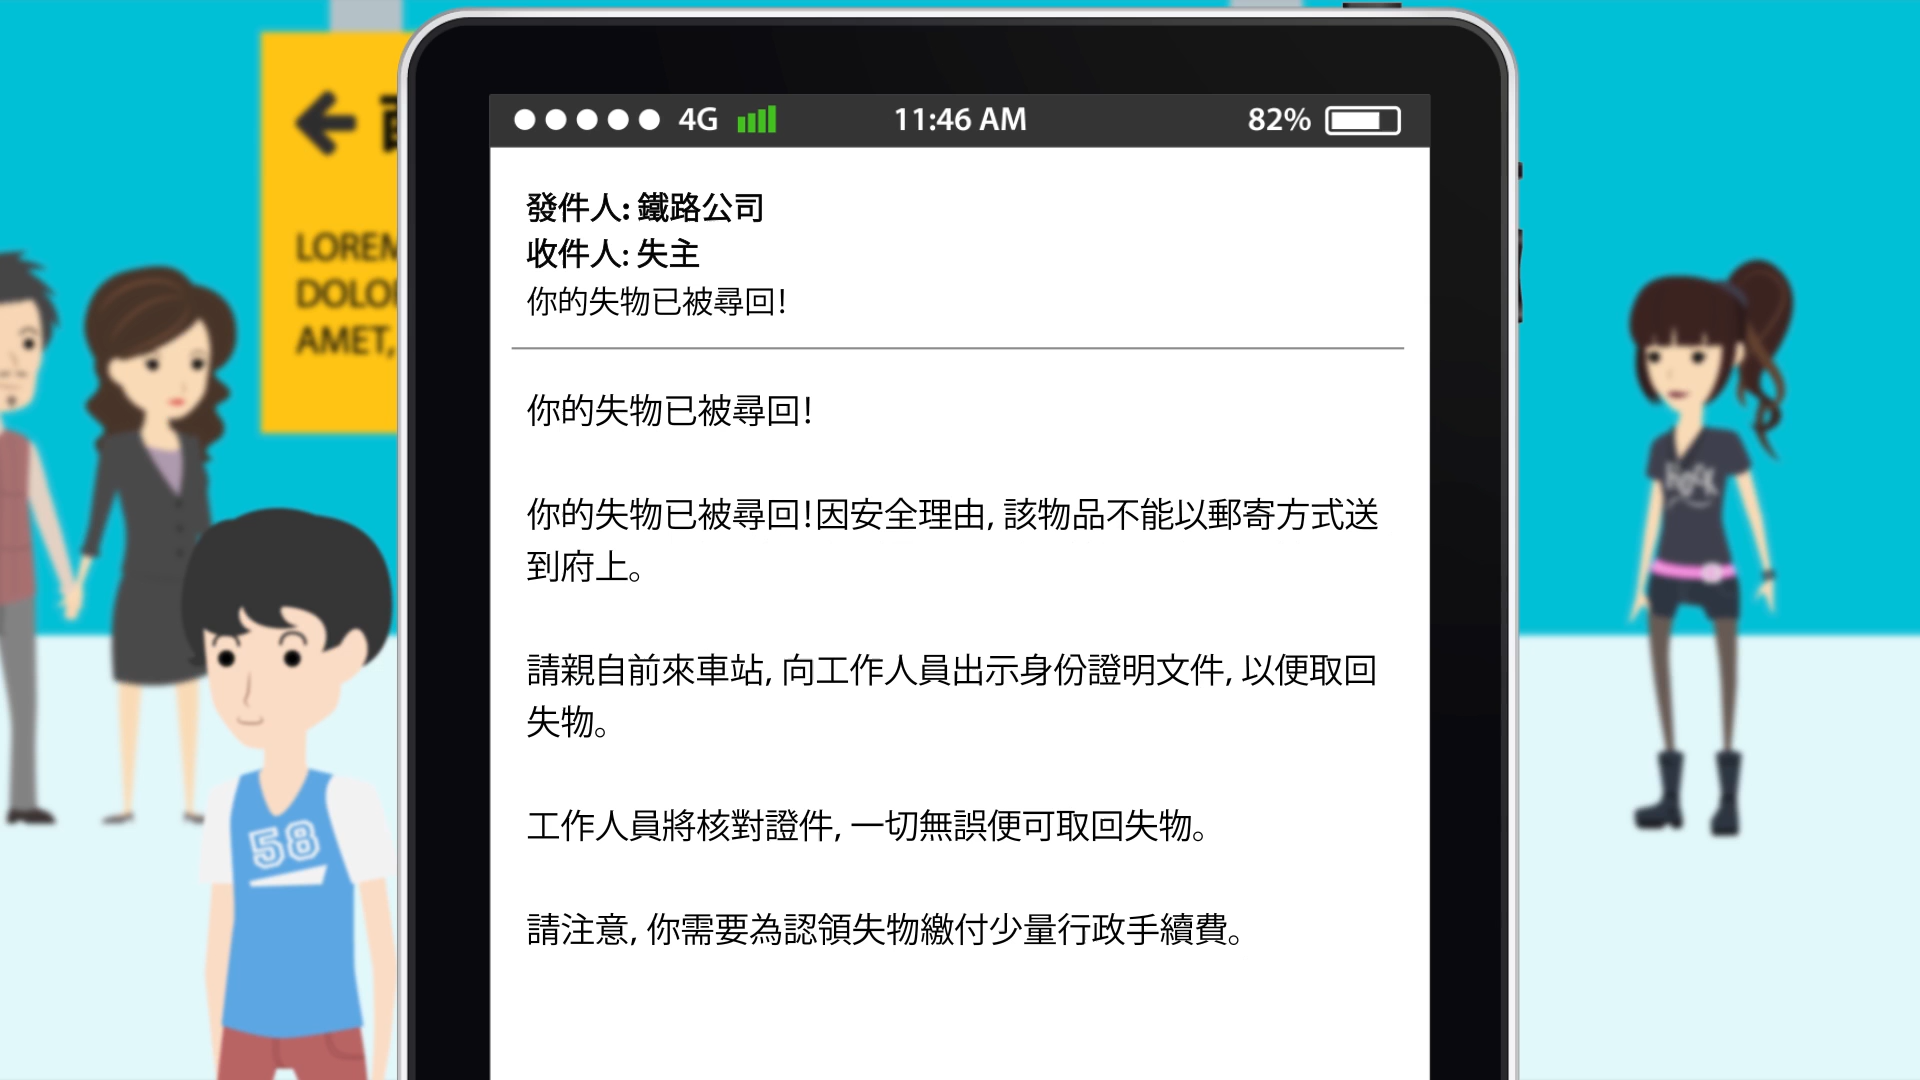 4G 11:46 AM 82%
發件人: 鐵路公司
收件人: 失主
你的失物已被尋回!
你的失物已被尋回!
你的失物已被尋回!因安全理由, 該物品不能以郵寄方式送
到府上。
請親自前來車站, 向工作人員出示身份證明文件, 以便取回
失物。
工作人員將核對證件, 一切無誤便可取回失物。
請注意, 你需要為認領失物繳付少量行政手續費。
LOREM
DOLO
AMET,
58